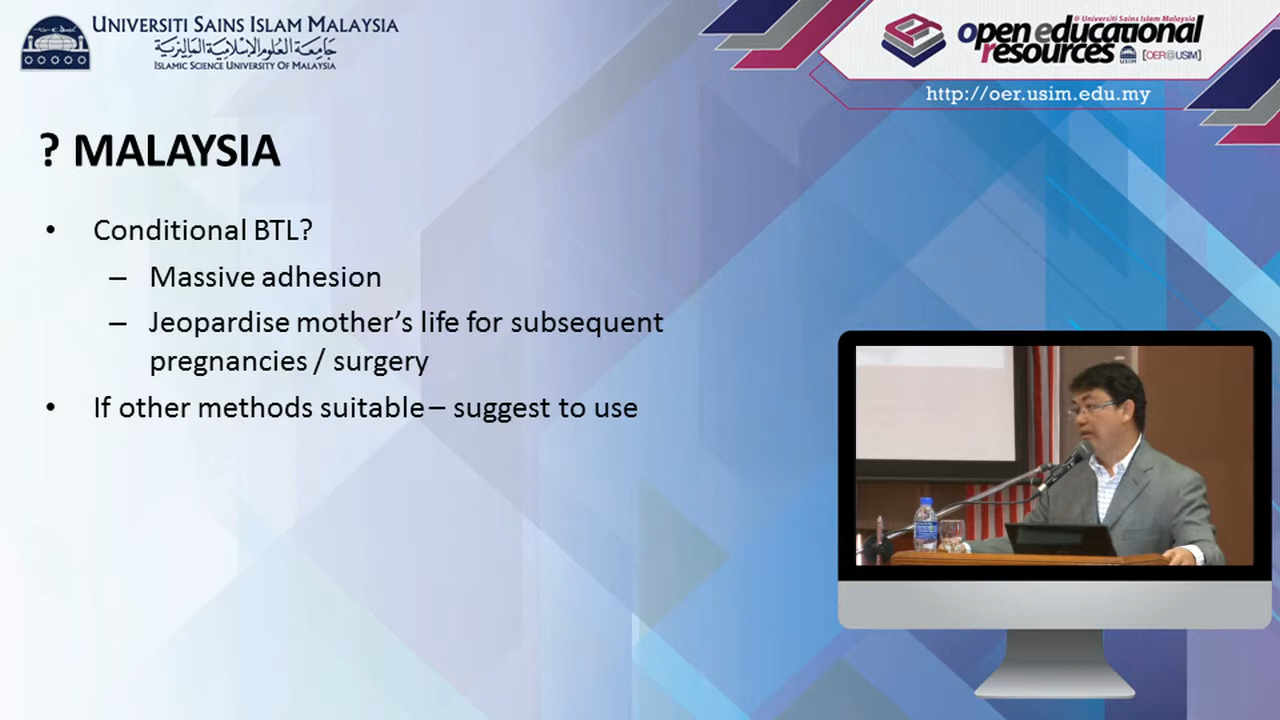 UNIVERSITI SAINS ISLAM MALAYSIA
جامعة العلوم الإسلامية الماليزية
ISLAMIC SCIENCE UNIVERSITY OF MALAYSIA
@ Universiti Sains Islam Malaysia
open educational
resources
USIM
[OER@USIM]
http://oer.usim.edu.my
? MALAYSIA
• Conditional BTL?
– Massive adhesion
– Jeopardise mother’s life for subsequent
pregnancies / surgery
• If other methods suitable – suggest to use